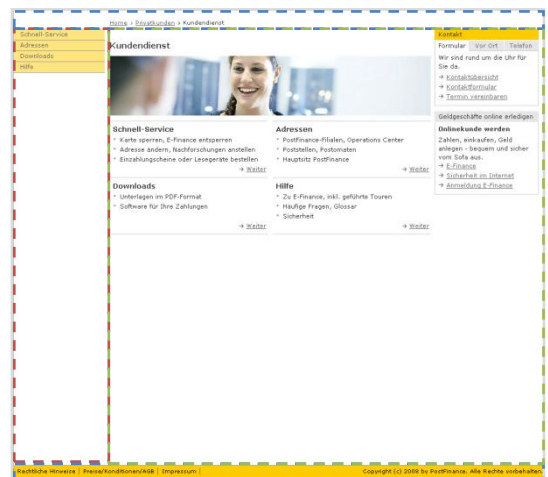 Home › Privatkunden › Kundendienst
Schnell-Service
Adressen
Downloads
Hilfe
Kundendienst
Schnell-Service
Karte sperren, E-Finance entsperren
Adresse ändern, Nachforschungen anstellen
Einzahlungsscheine oder Lesegeräte bestellen
→ Weiter
Adressen
PostFinance-Filialen, Operations Center
Poststellen, Postomaten
Hauptsitz PostFinance
→ Weiter
Downloads
Unterlagen im PDF-Format
Software für Ihre Zahlungen
→ Weiter
Hilfe
Zu E-Finance, inkl. geführte Touren
Häufige Fragen, Glossar
Sicherheit
→ Weiter
Kontakt
Formular Vor Ort Telefon
Wir sind rund um die Uhr für
Sie da.
→ Kontaktübersicht
→ Kontaktformular
→ Termin vereinbaren
Geldgeschäfte online erledigen
Onlinekunde werden
Zahlen, einkaufen, Geld
anlegen - bequem und sicher
vom Sofa aus.
→ E-Finance
→ Sicherheit im Internet
→ Anmeldung E-Finance
Rechtliche Hinweise | Preise/Konditionen/AGB | Impressum |
Copyright (c) 2008 by PostFinance, Alle Rechte vorbehalten.